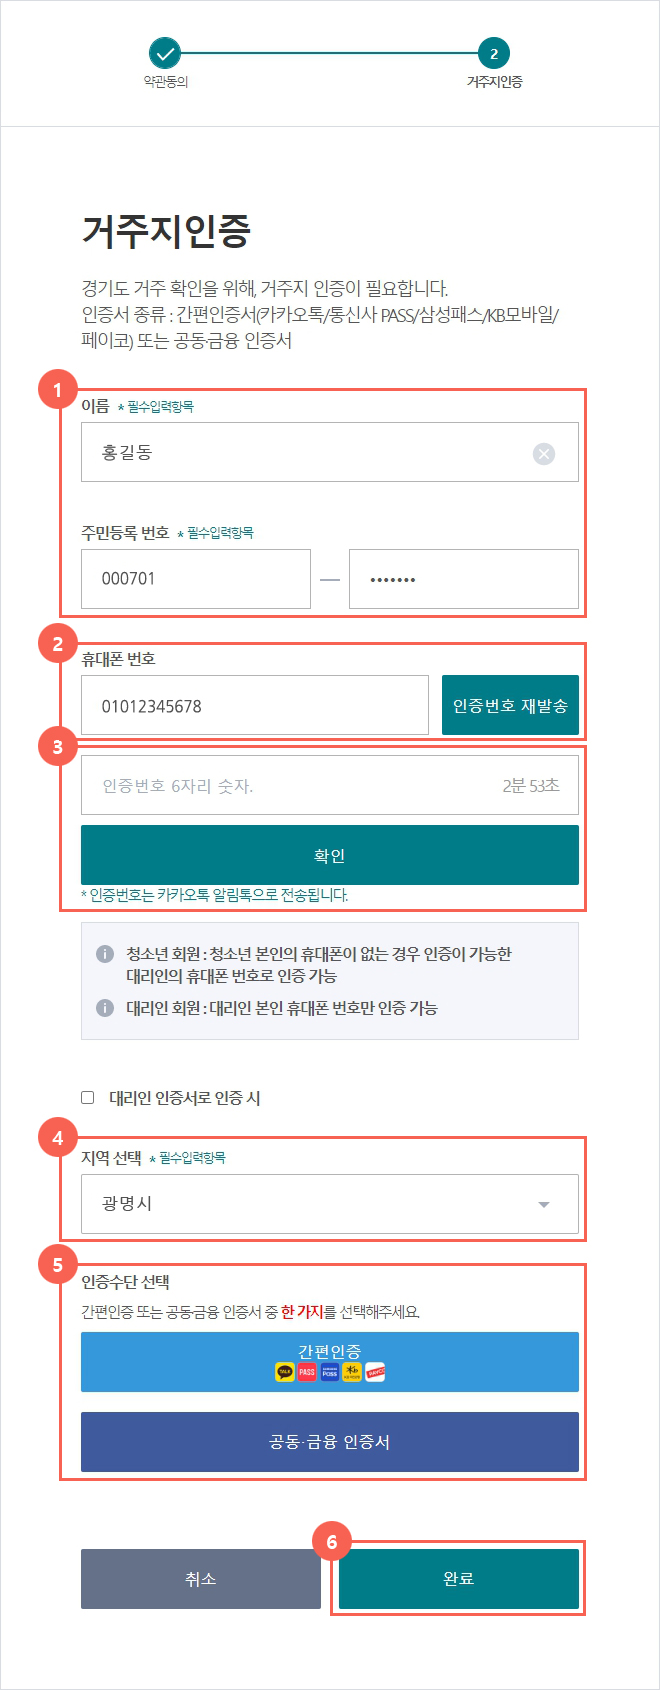 2
약관동의
거주지인증
거주지인증
경기도 거주 확인을 위해, 거주지 인증이 필요합니다.
인증서 종류 : 간편인증서(카카오톡/통신사 PASS/삼성패스/KB모바일/
페이코) 또는 공동·금융 인증서
1
이름 * 필수입력항목
홍길동
주민등록 번호 * 필수입력항목
000701 — •••••••
2
휴대폰 번호
01012345678 인증번호 재발송
3
인증번호 6자리 숫자. 2분 53초
확인
* 인증번호는 카카오톡 알림톡으로 전송됩니다.
청소년 회원 : 청소년 본인의 휴대폰이 없는 경우 인증이 가능한
대리인의 휴대폰 번호로 인증 가능
대리인 회원 : 대리인 본인 휴대폰 번호만 인증 가능
대리인 인증서로 인증 시
4
지역 선택 * 필수입력항목
광명시
5
인증수단 선택
간편인증 또는 공동·금융 인증서 중 한 가지를 선택해주세요.
간편인증
TALK PASS
공동·금융 인증서
6
취소 완료